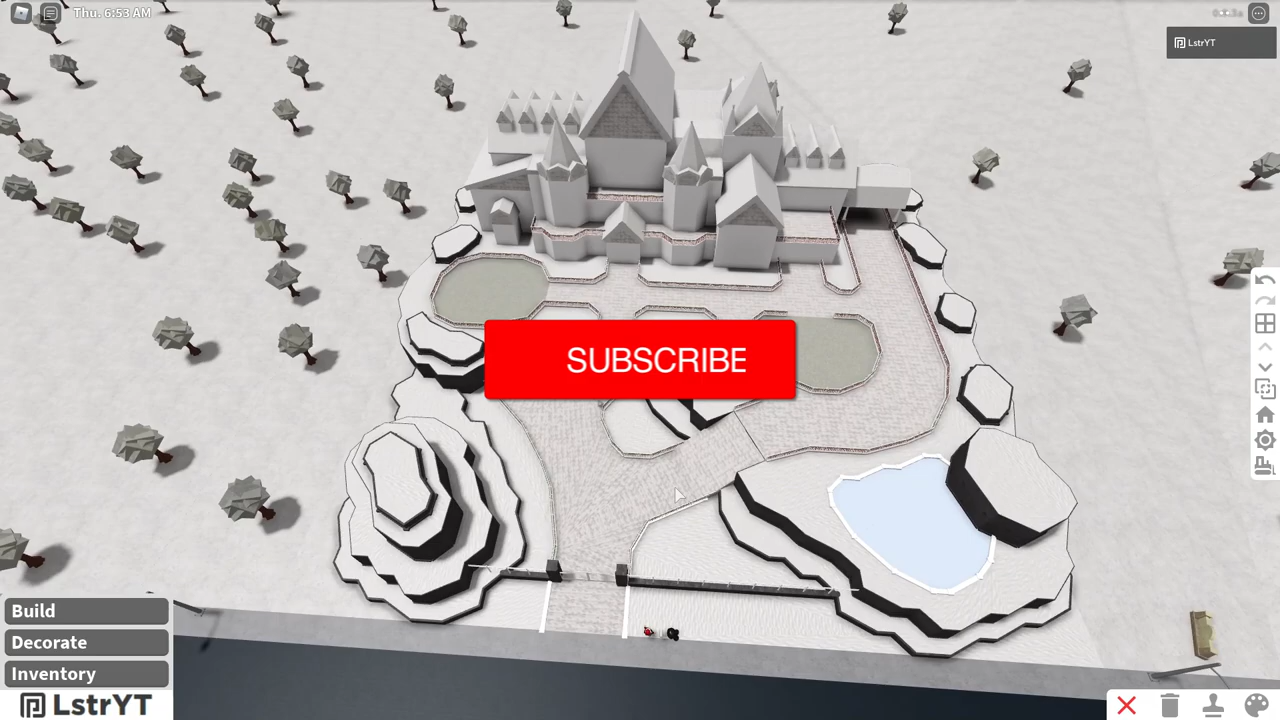 Thu. 6:53 AM
LstrYT
SUBSCRIBE
Build
Decorate
Inventory
LstrYT